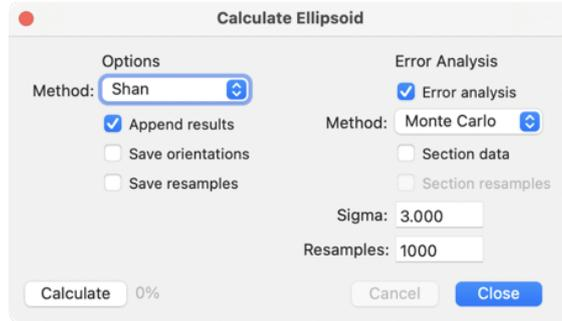 Calculate Ellipsoid
Options
Method: Shan
Append results
Save orientations
Save resamples
Error Analysis
Error analysis
Method: Monte Carlo
Section data
Section resamples
Sigma: 3.000
Resamples: 1000
Calculate 0%
Cancel Close